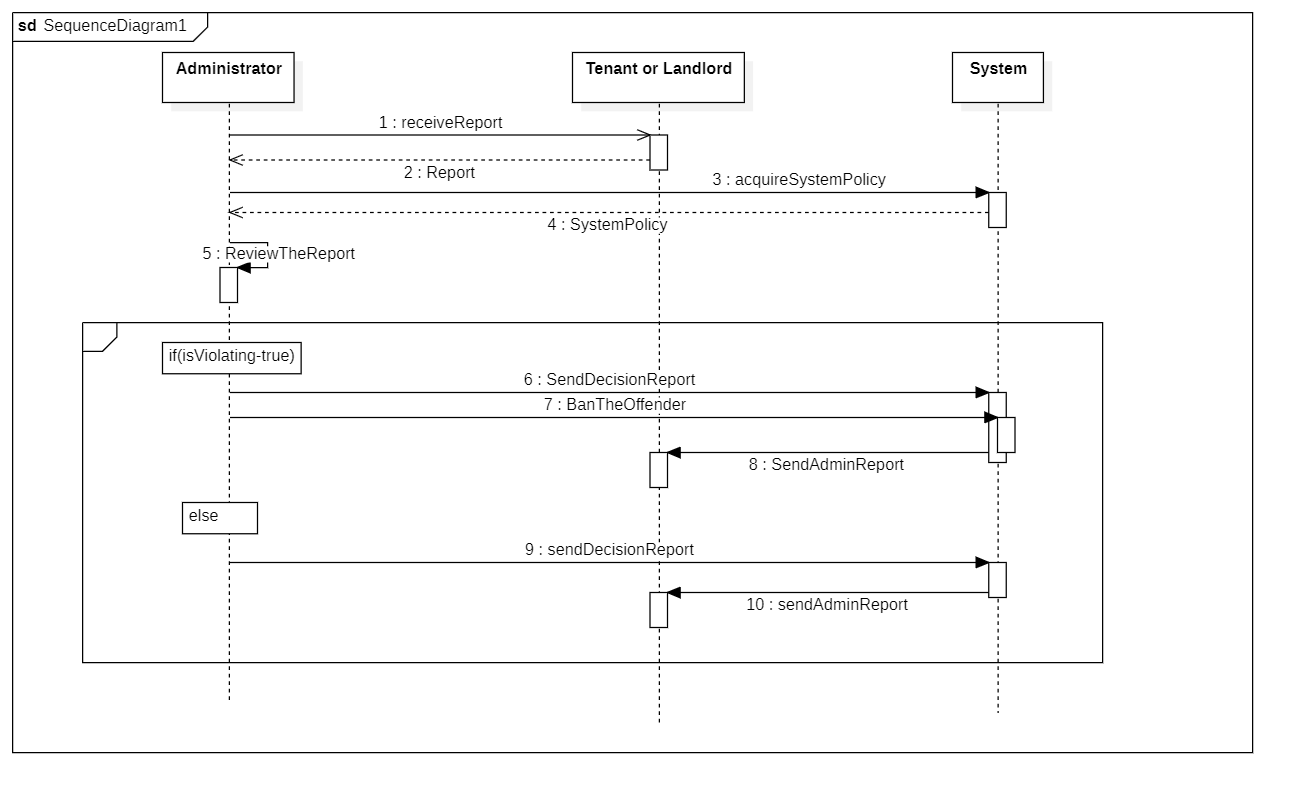 sd SequenceDiagram1
Administrator
Tenant or Landlord
System
1 : receiveReport
2 : Report
3 : acquireSystemPolicy
4 : SystemPolicy
5 : ReviewTheReport
if(isViolating-true)
6 : SendDecisionReport
7 : BanTheOffender
8 : SendAdminReport
else
9 : sendDecisionReport
10 : sendAdminReport